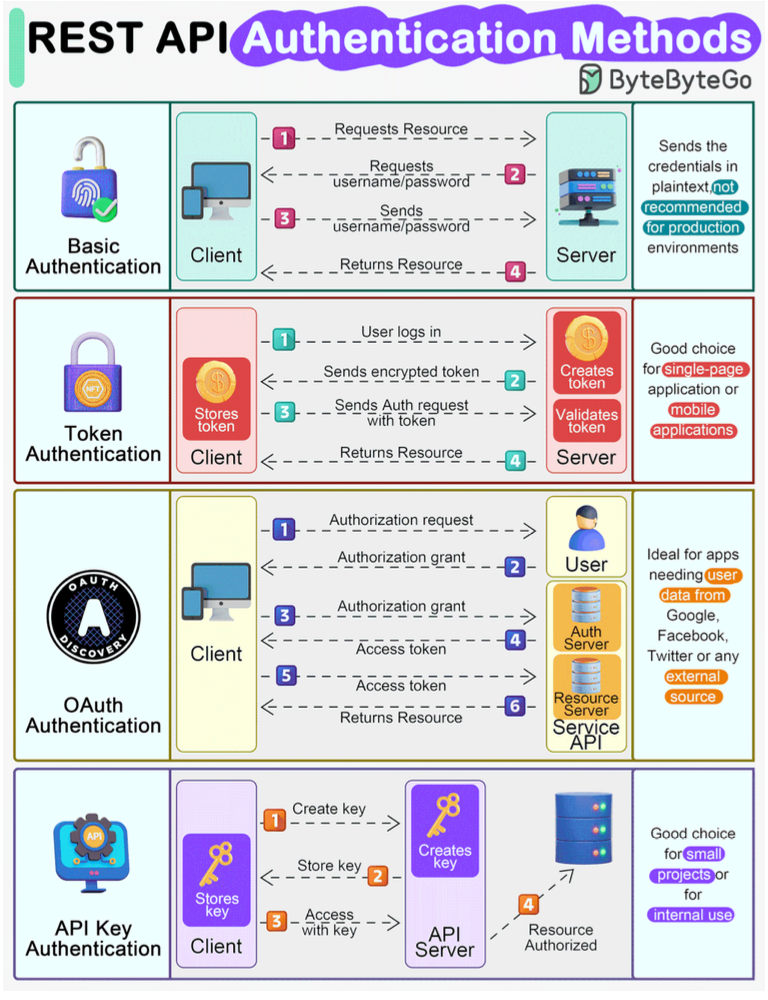 REST API Authentication Methods
ByteByteGo
Basic
Authentication
Client
1
Requests Resource
Requests
username/password
2
3
Sends
username/password
Returns Resource
4
Server
Sends the
credentials in
plaintext,not
recommended
for production
environments
NFT
Token
Authentication
Stores
token
Client
1
User logs in
Sends encrypted token
2
3
Sends Auth request
with token
Returns Resource
4
Creates
token
Validates
token
Server
Good choice
for single-page
application or
mobile
applications
OAUTH
A
DISCOVERY
OAuth
Authentication
Client
1
Authorization request
Authorization grant
2
3
Authorization grant
4
Access token
5
Access token
6
Returns Resource
User
Auth
Server
Resource
Server
Service
API
Ideal for apps
needing user
data from
Google,
Facebook,
Twitter or any
external
source
API
API Key
Authentication
Stores
key
Client
1
Create key
Store key
2
3
Access
with key
Creates
key
API
Server
4
Resource
Authorized
Good choice
for small
projects or
for
internal use